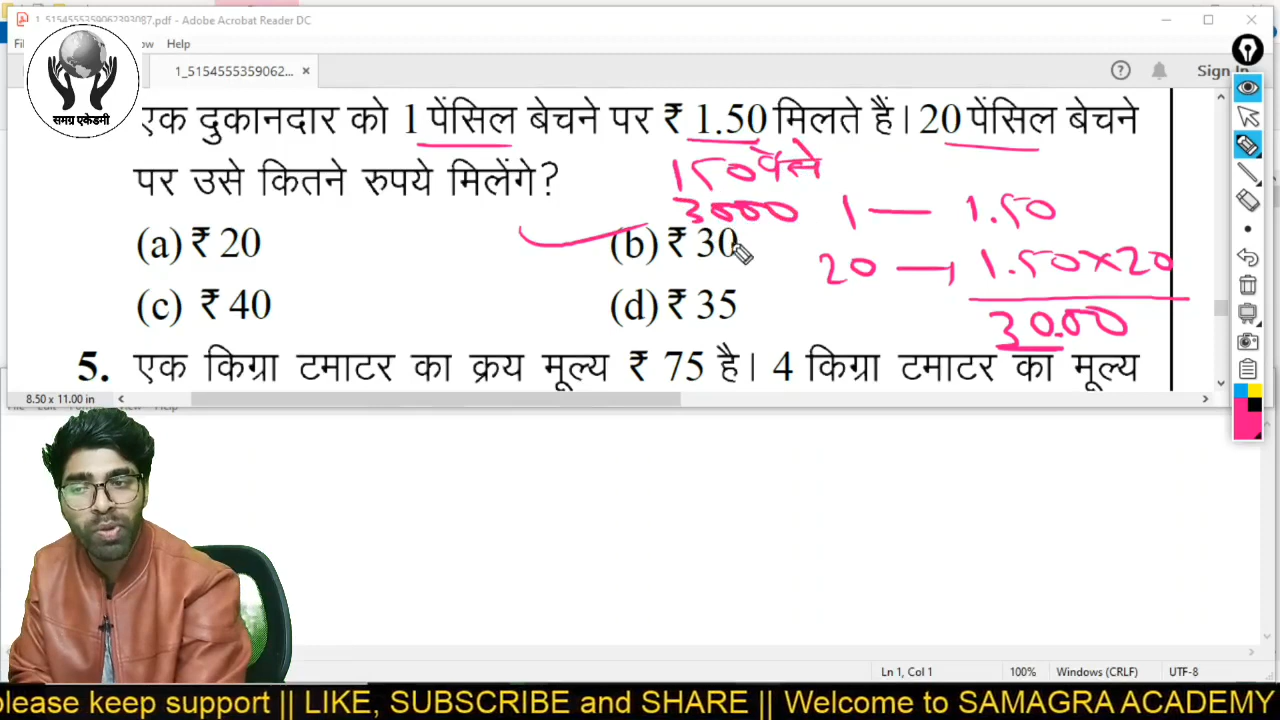 1_5154555359062393087.pdf - Adobe Acrobat Reader DC
ow Help
समग्र एकेडमी
1_5154555359062... ×
Sign In
एक दुकानदार को 1 पेंसिल बेचने पर ₹ 1.50 मिलते हैं। 20 पेंसिल बेचने
पर उसे कितने रुपये मिलेंगे?
150 पैसे
3000
1 — 1.50
(a) ₹ 20 (b) ₹ 30
20 — 1.50×20
30.00
(c) ₹ 40 (d) ₹ 35
5. एक किग्रा टमाटर का क्रय मूल्य ₹ 75 है। 4 किग्रा टमाटर का मूल्य
8.50 x 11.00 in
Ln 1, Col 1 100% Windows (CRLF) UTF-8
please keep support || LIKE, SUBSCRIBE and SHARE || Welcome to SAMAGRA ACADEMY